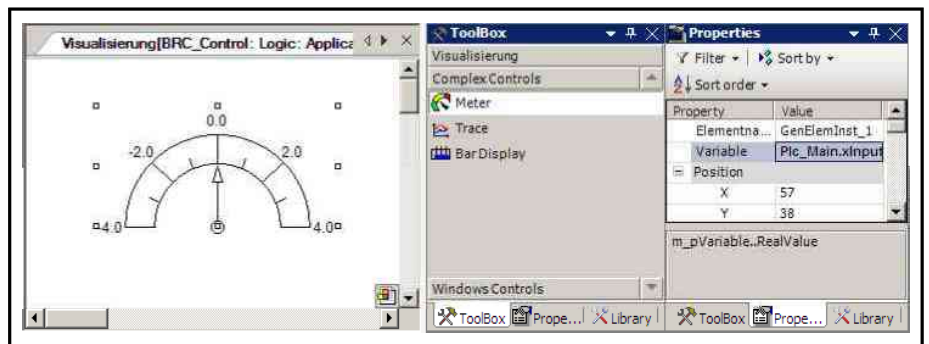 Visualisierung[BRC_Control: Logic: Applica
0.0
-2.0
2.0
4.0
4.0
ToolBox
Visualisierung
Complex Controls
Meter
Trace
Bar Display
Windows Controls
ToolBox Prope... Library
Properties
Filter Sort by
Sort order
Property Value
Elementna... GenElemInst_1
Variable Plc_Main.xInput
Position
X 57
Y 38
m_pVariable..RealValue
ToolBox Prope... Library